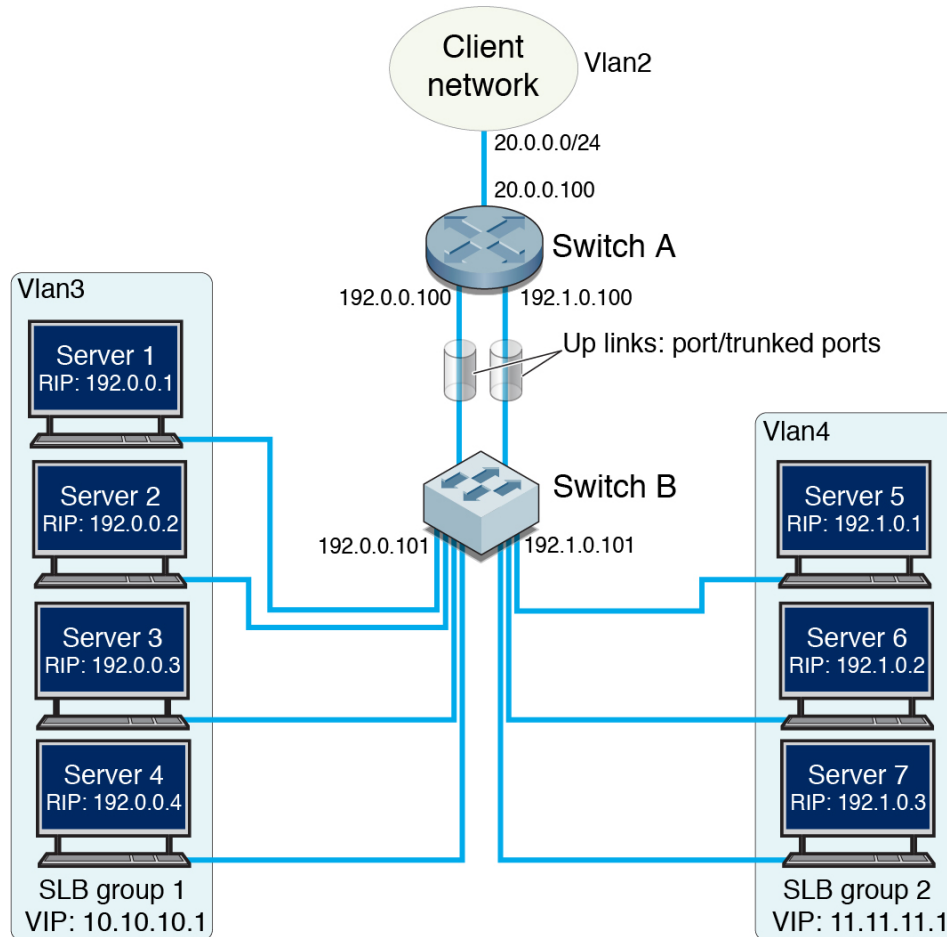 Client
network
Vlan2
20.0.0.0/24
20.0.0.100
Switch A
192.0.0.100
192.1.0.100
Up links: port/trunked ports
Vlan3
Server 1
RIP: 192.0.0.1
Server 2
RIP: 192.0.0.2
Server 3
RIP: 192.0.0.3
Server 4
RIP: 192.0.0.4
SLB group 1
VIP: 10.10.10.1
Switch B
192.0.0.101
192.1.0.101
Vlan4
Server 5
RIP: 192.1.0.1
Server 6
RIP: 192.1.0.2
Server 7
RIP: 192.1.0.3
SLB group 2
VIP: 11.11.11.1